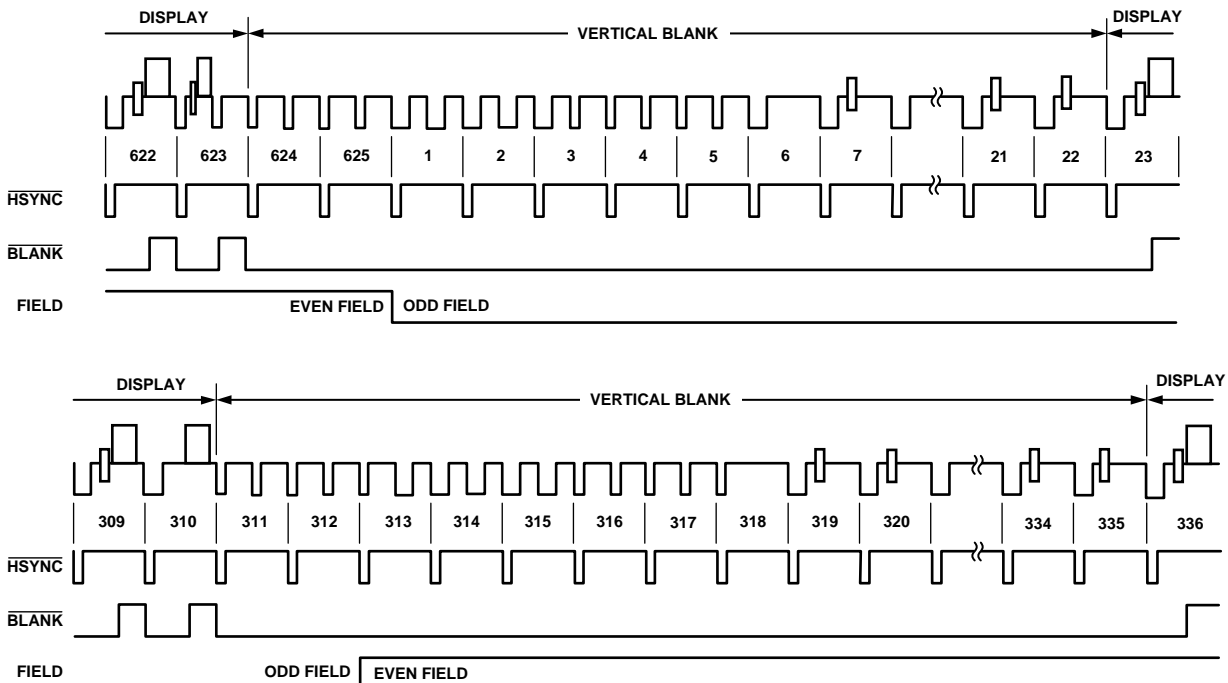 DISPLAY VERTICAL BLANK DISPLAY
622 623 624 625 1 2 3 4 5 6 7 21 22 23
HSYNC
BLANK
FIELD EVEN FIELD ODD FIELD
DISPLAY VERTICAL BLANK DISPLAY
309 310 311 312 313 314 315 316 317 318 319 320 334 335 336
HSYNC
BLANK
FIELD ODD FIELD EVEN FIELD